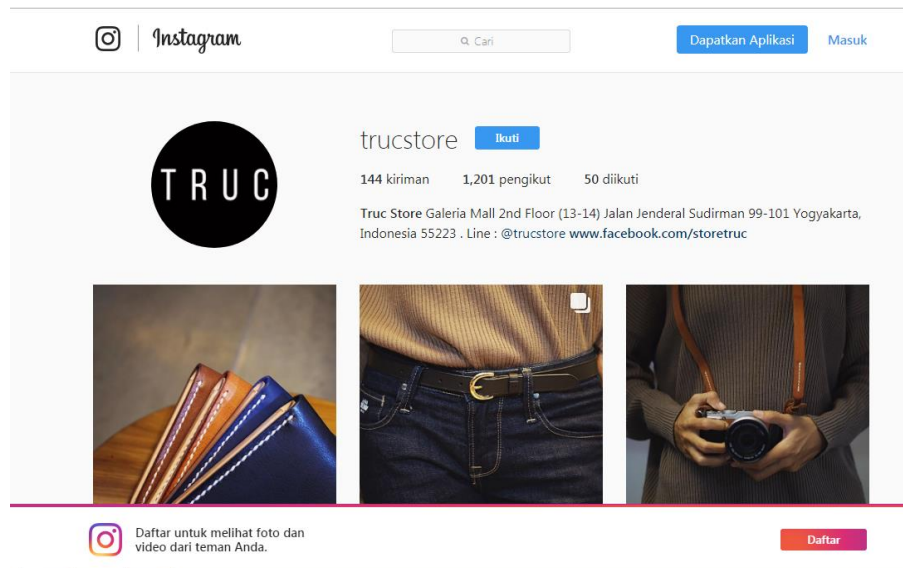 Instagram
Cari
Dapatkan Aplikasi
Masuk
TRUC
trucstore
Ikuti
144 kiriman 1,201 pengikut 50 diikuti
Truc Store Galeria Mall 2nd Floor (13-14) Jalan Jenderal Sudirman 99-101 Yogyakarta,
Indonesia 55223 . Line : @trucstore www.facebook.com/storetruc
Daftar untuk melihat foto dan
video dari teman Anda.
Daftar